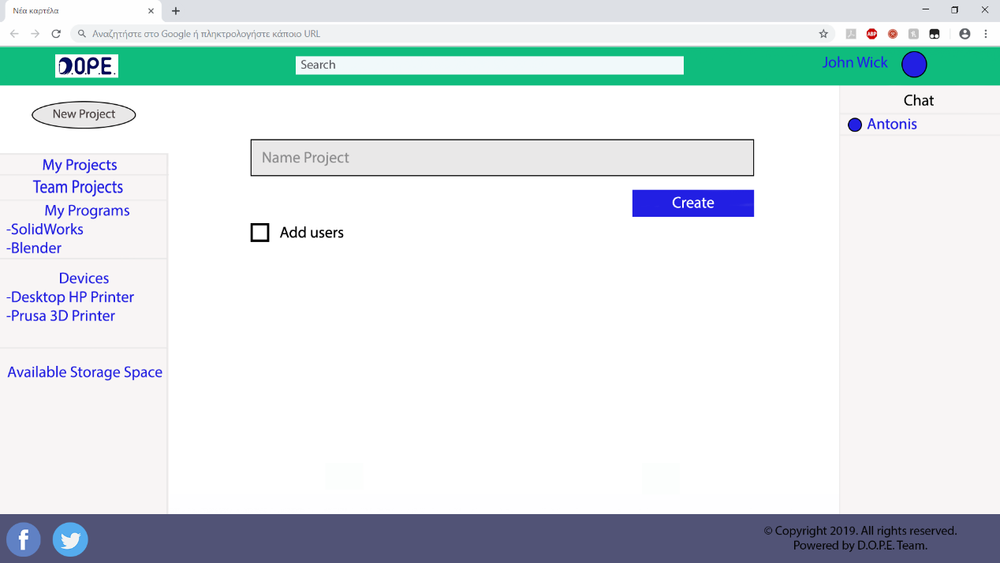 Νέα καρτέλα
Αναζητήστε στο Google ή πληκτρολογήστε κάποιο URL
ABP
D.O.P.E.
Search
John Wick
New Project
Chat
Antonis
Name Project
My Projects
Team Projects
Create
My Programs
-SolidWorks
-Blender
Add users
Devices
-Desktop HP Printer
-Prusa 3D Printer
Available Storage Space
© Copyright 2019. All rights reserved.
Powered by D.O.P.E. Team.